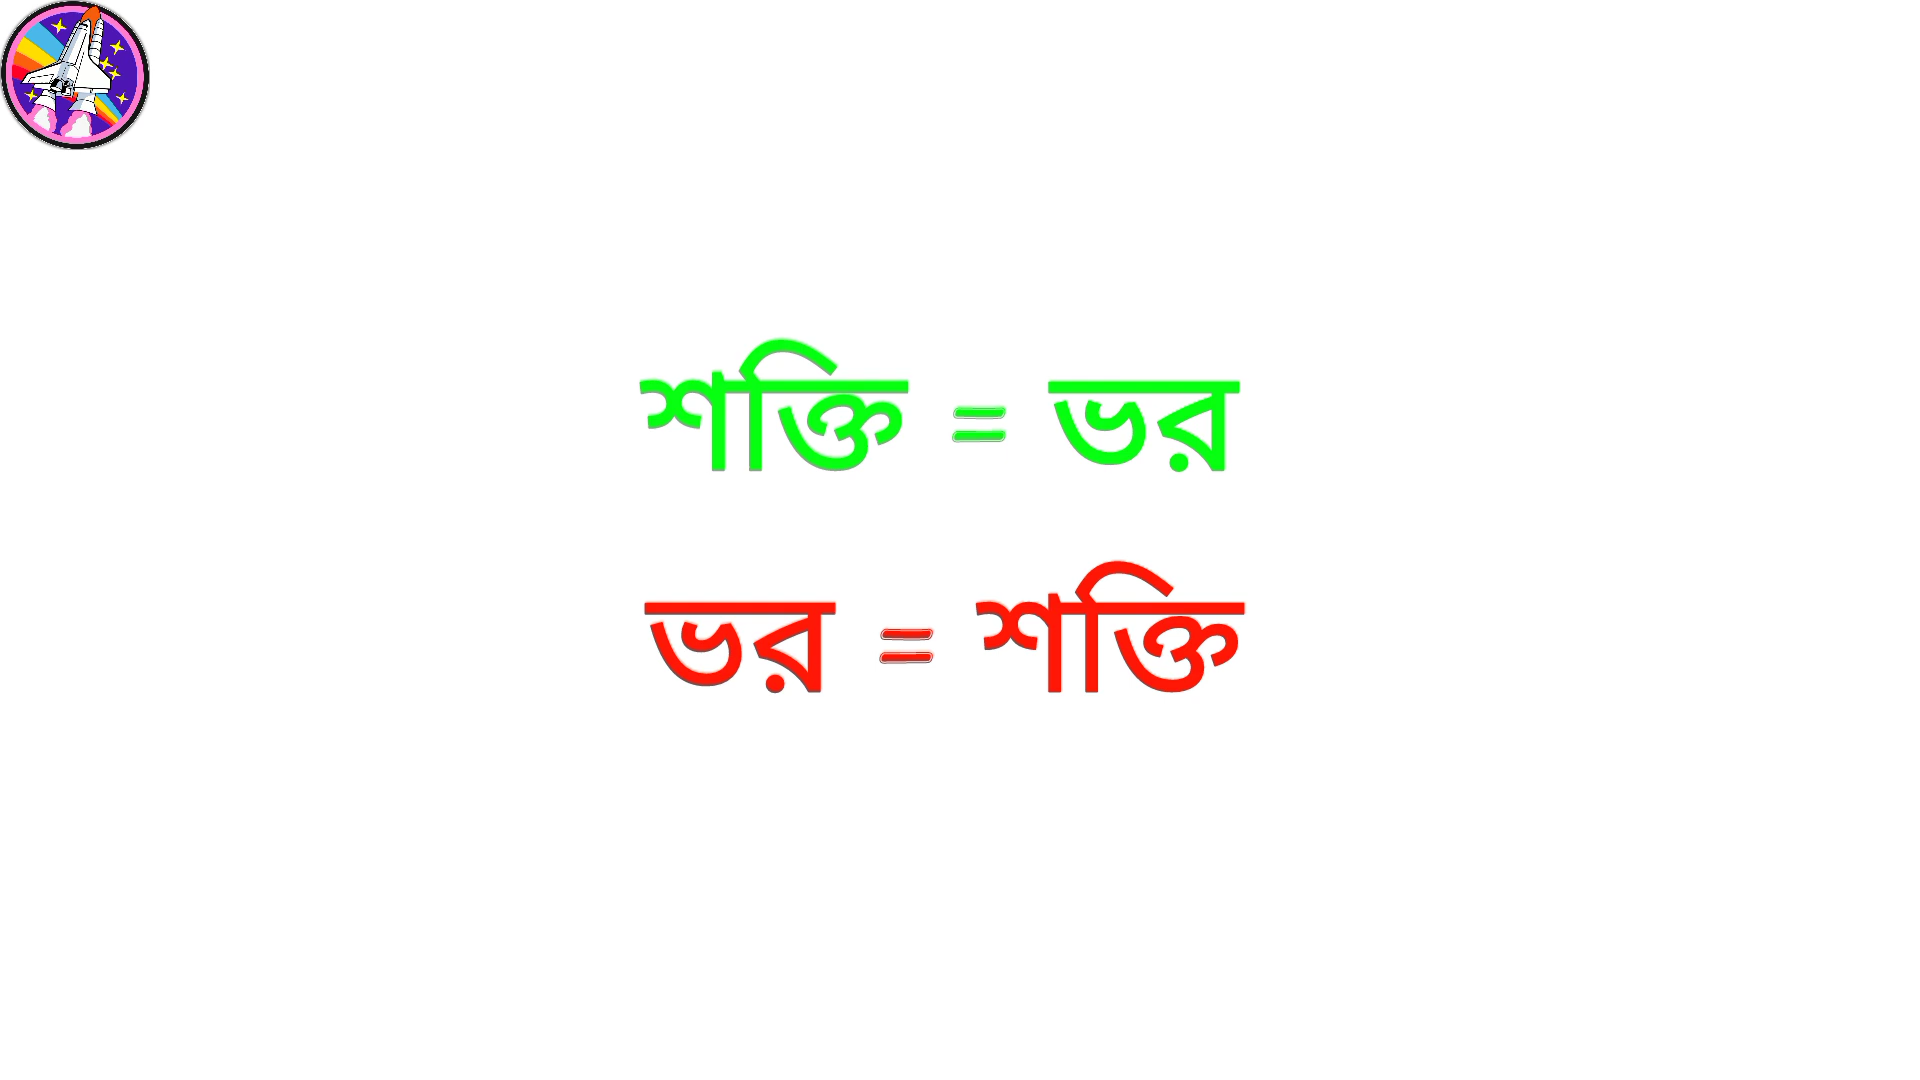 শক্তি = ভর
ভর = শক্তি